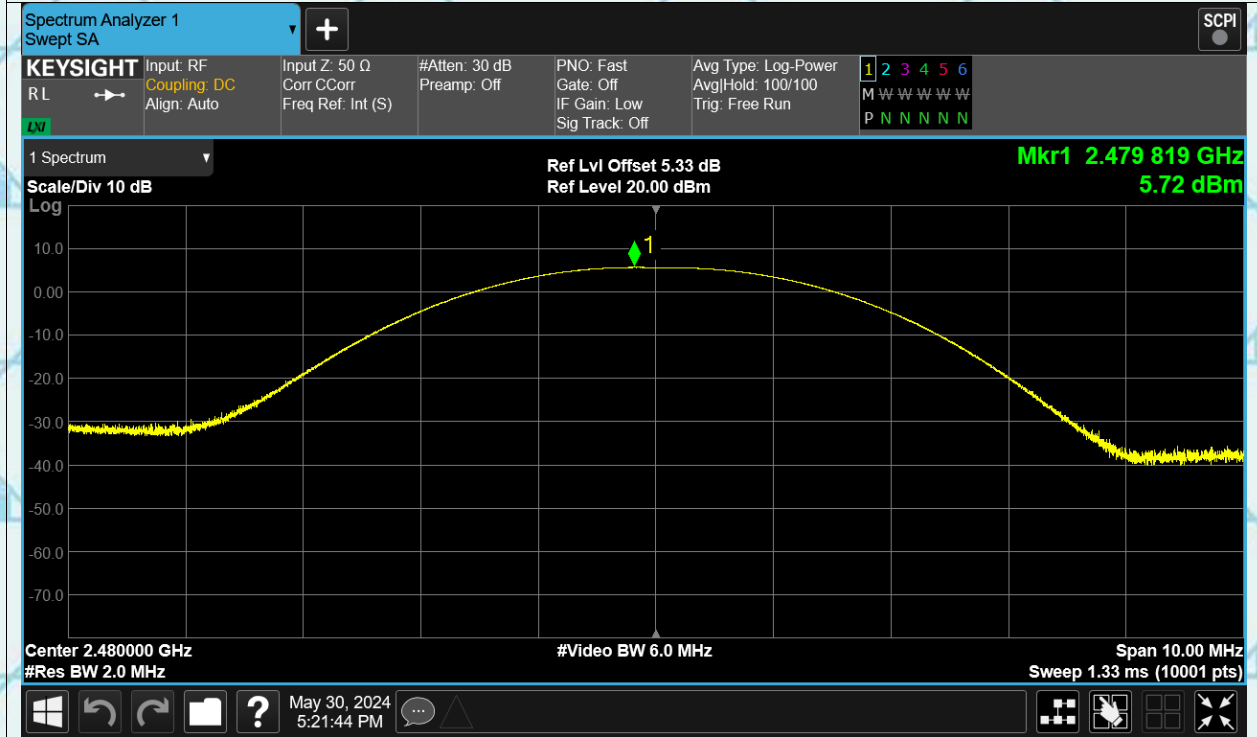 Spectrum Analyzer 1
Swept SA
SCPI
KEYSIGHT
R L
LXI
Input: RF
Coupling: DC
Align: Auto
Input Z: 50 Ω
Corr CCorr
Freq Ref: Int (S)
#Atten: 30 dB
Preamp: Off
PNO: Fast
Gate: Off
IF Gain: Low
Sig Track: Off
Avg Type: Log-Power
Avg|Hold: 100/100
Trig: Free Run
1 2 3 4 5 6
M W W W W W
P N N N N N
1 Spectrum
Scale/Div 10 dB
Log
Ref Lvl Offset 5.33 dB
Ref Level 20.00 dBm
Mkr1 2.479 819 GHz
5.72 dBm
1
10.0
0.00
-10.0
-20.0
-30.0
-40.0
-50.0
-60.0
-70.0
Center 2.480000 GHz
#Res BW 2.0 MHz
#Video BW 6.0 MHz
Span 10.00 MHz
Sweep 1.33 ms (10001 pts)
?
May 30, 2024
5:21:44 PM